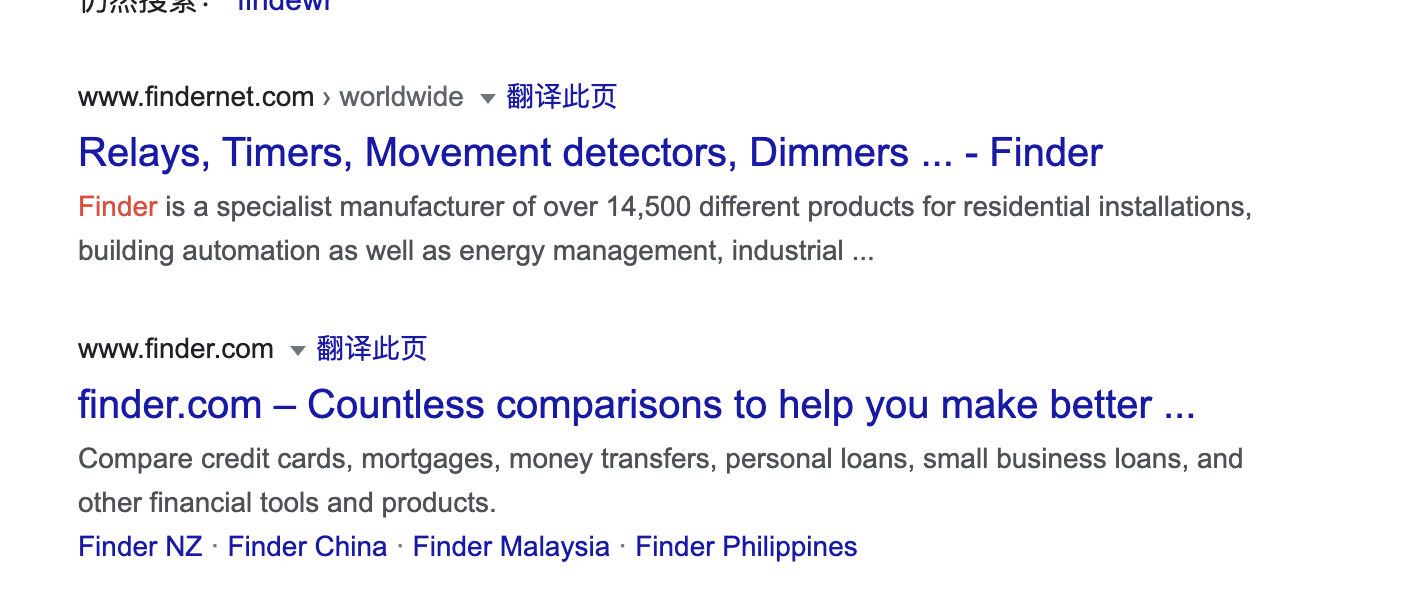 仍然搜索： findewr
www.findernet.com › worldwide 翻译此页
Relays, Timers, Movement detectors, Dimmers ... - Finder
Finder is a specialist manufacturer of over 14,500 different products for residential installations,
building automation as well as energy management, industrial ...
www.finder.com 翻译此页
finder.com – Countless comparisons to help you make better ...
Compare credit cards, mortgages, money transfers, personal loans, small business loans, and
other financial tools and products.
Finder NZ · Finder China · Finder Malaysia · Finder Philippines